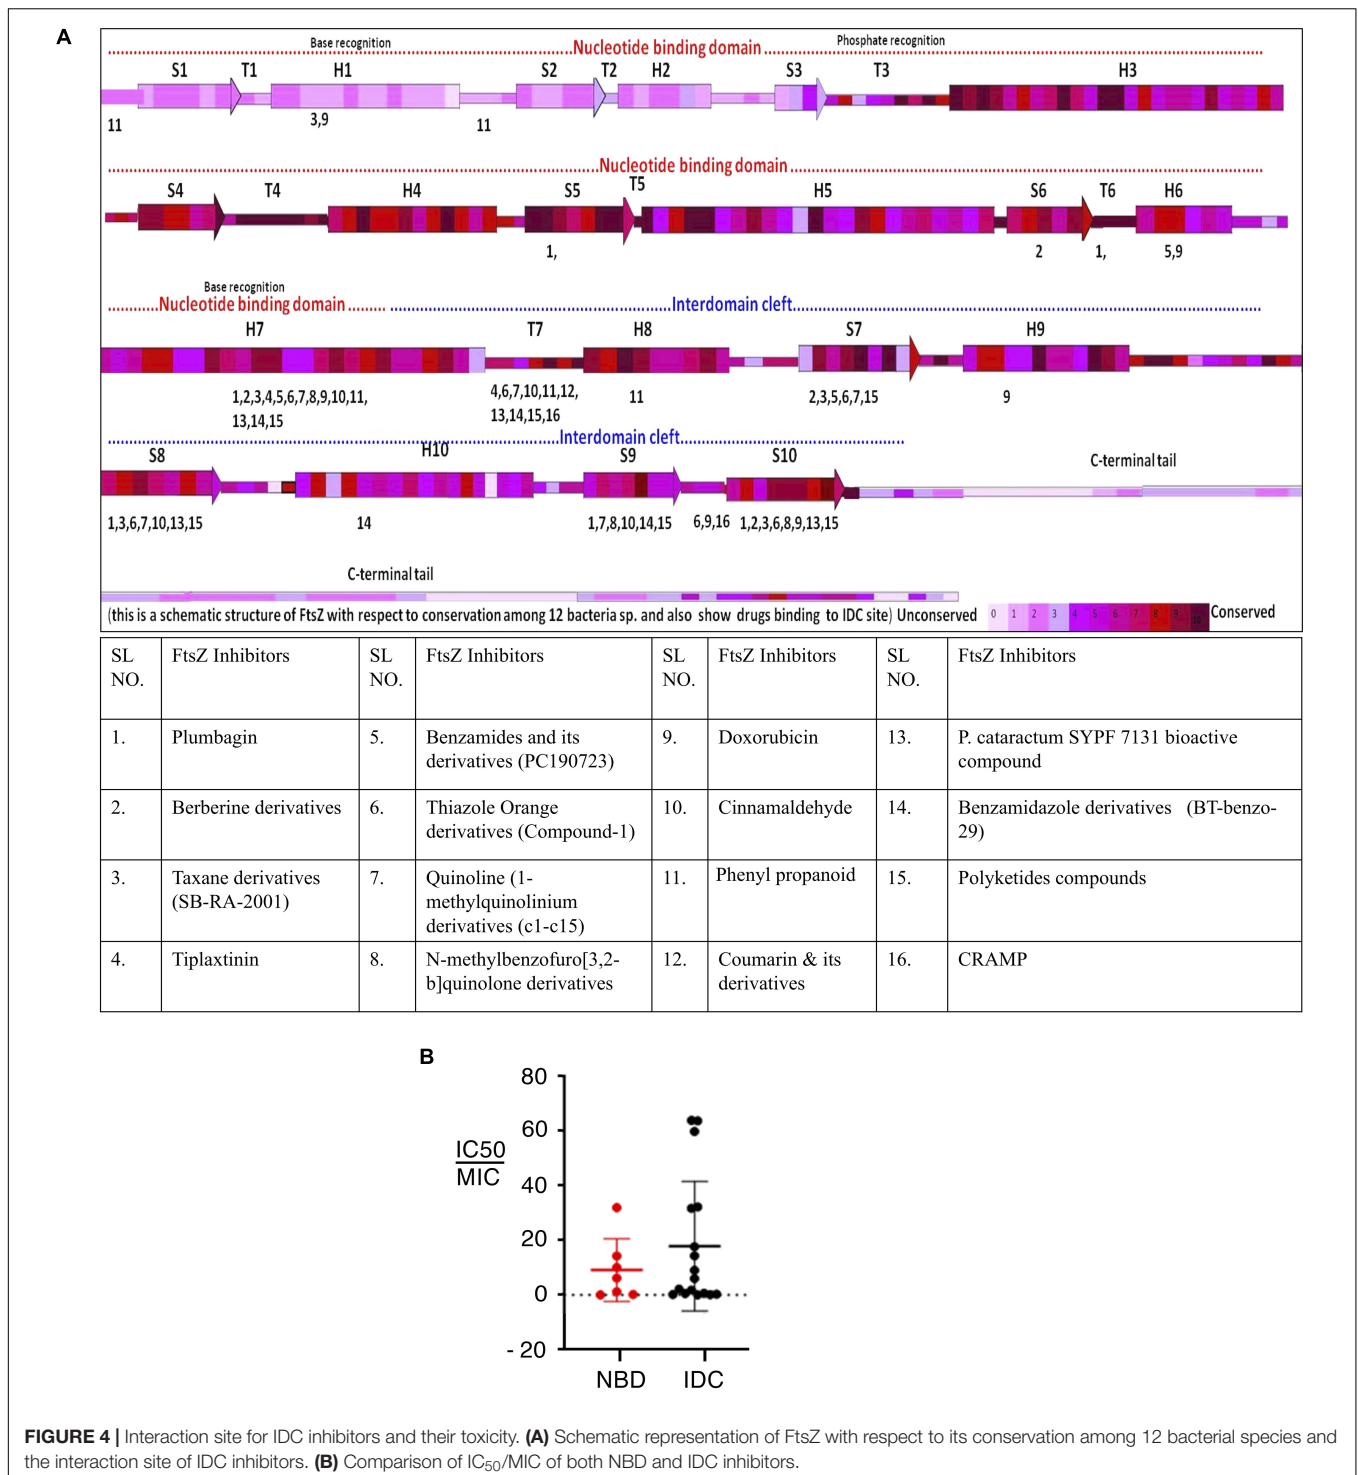 A
Base recognition
Nucleotide binding domain
Phosphate recognition
S1 T1 H1 S2 T2 H2 S3 T3 H3
11 3,9 11
Nucleotide binding domain
S4 T4 H4 S5 T5 H5 S6 T6 H6
1, 2 1, 5,9
Base recognition
Nucleotide binding domain Interdomain cleft
H7 T7 H8 S7 H9
1,2,3,4,5,6,7,8,9,10,11,
13,14,15
4,6,7,10,11,12,
13,14,15,16
11 2,3,5,6,7,15 9
Interdomain cleft
S8 H10 S9 S10 C-terminal tail
1,3,6,7,10,13,15 14 1,7,8,10,14,15 6,9,16 1,2,3,6,8,9,13,15
C-terminal tail
(this is a schematic structure of FtsZ with respect to conservation among 12 bacteria sp. and also show drugs binding to IDC site) Unconserved 0 1 2 3 4 5 6 7 8 9 10 Conserved
SL NO.
FtsZ Inhibitors
SL NO.
FtsZ Inhibitors
SL NO.
FtsZ Inhibitors
SL NO.
FtsZ Inhibitors
1.
Plumbagin
5.
Benzamides and its
derivatives (PC190723)
9.
Doxorubicin
13.
P. cataractum SYPF 7131 bioactive
compound
2.
Berberine derivatives
6.
Thiazole Orange
derivatives (Compound-1)
10.
Cinnamaldehyde
14.
Benzamidazole derivatives (BT-benzo-
29)
3.
Taxane derivatives
(SB-RA-2001)
7.
Quinoline (1-
methylquinolinium
derivatives (c1-c15)
11.
Phenyl propanoid
15.
Polyketides compounds
4.
Tiplaxtinin
8.
N-methylbenzofuro[3,2-
b]quinolone derivatives
12.
Coumarin & its
derivatives
16.
CRAMP
B
80
60
IC50
MIC
40
20
0
- 20
NBD IDC
FIGURE 4 | Interaction site for IDC inhibitors and their toxicity. (A) Schematic representation of FtsZ with respect to its conservation among 12 bacterial species and
the interaction site of IDC inhibitors. (B) Comparison of IC50/MIC of both NBD and IDC inhibitors.